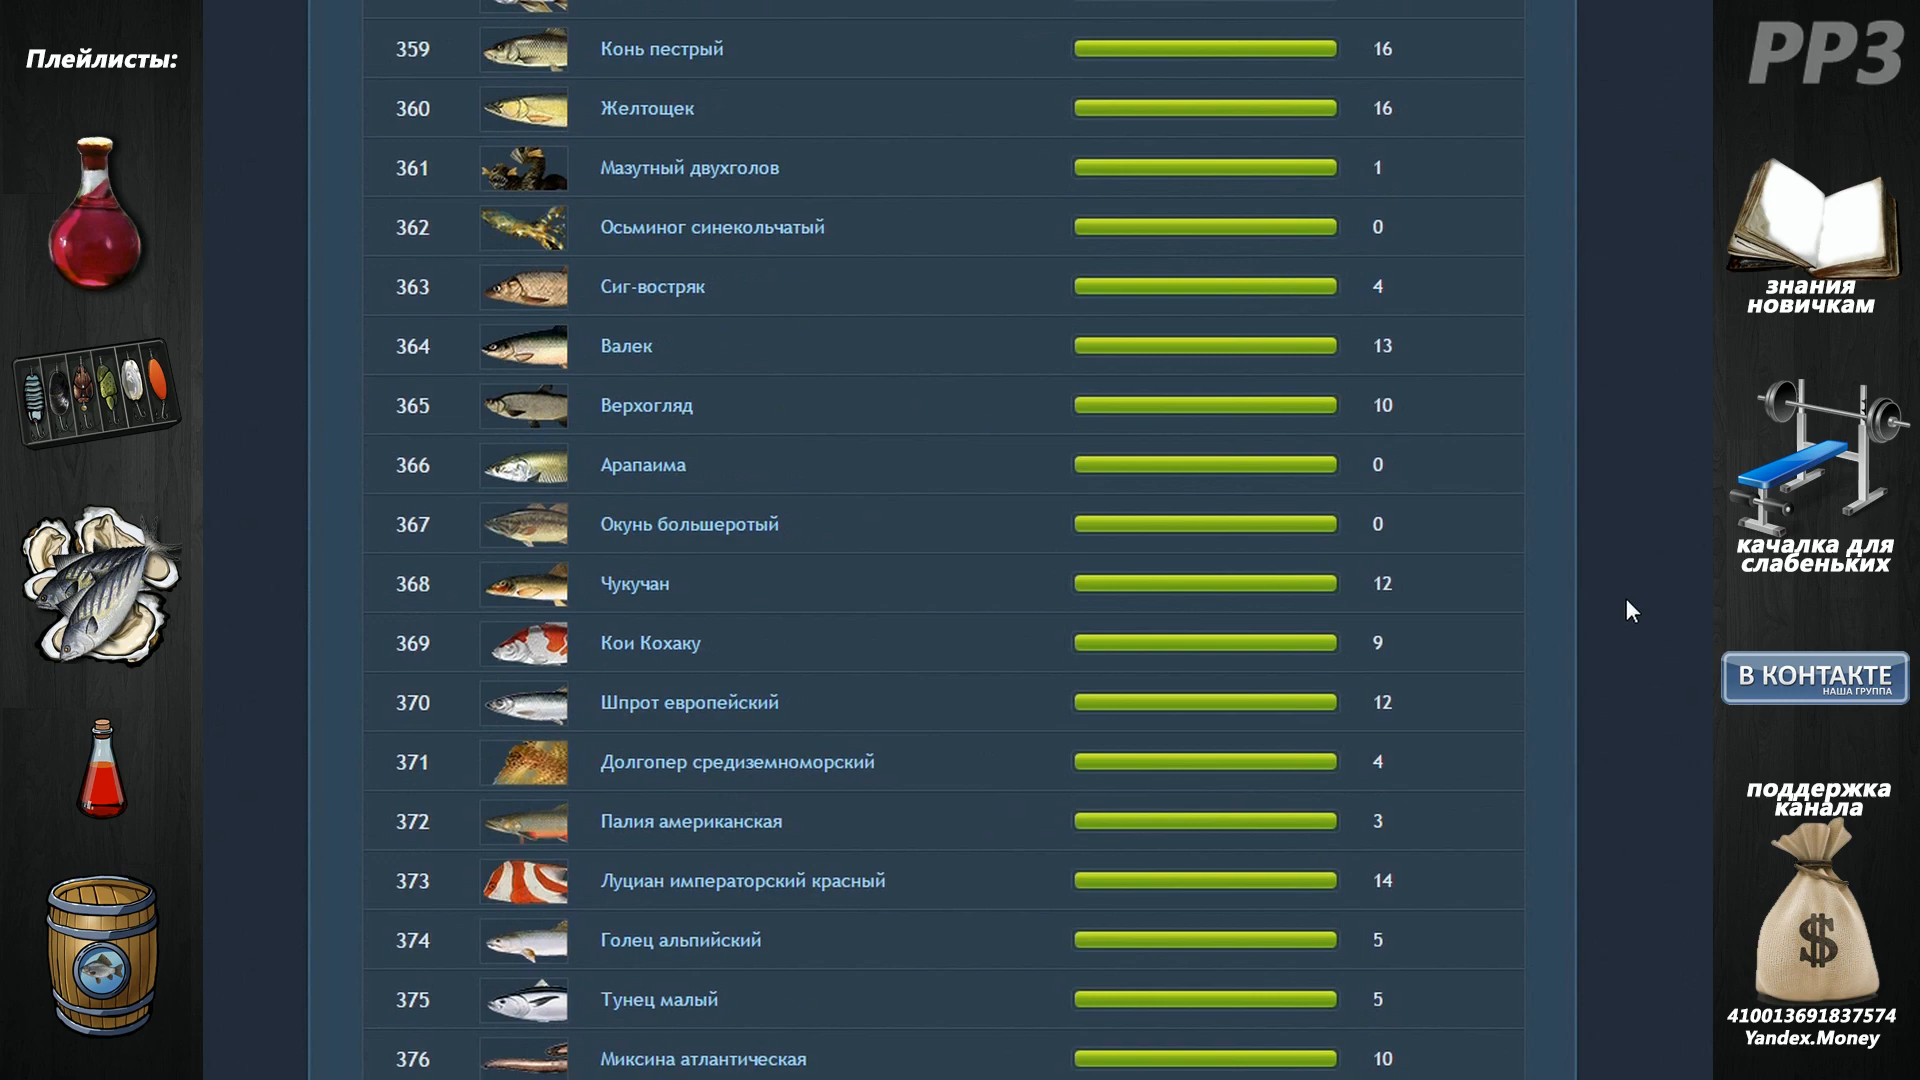 Плейлисты:
359 Конь пестрый 16
360 Желтощек 16
361 Мазутный двухголов 1
362 Осьминог синекольчатый 0
363 Сиг-востряк 4
364 Валек 13
365 Верхогляд 10
366 Арапаима 0
367 Окунь большеротый 0
368 Чукучан 12
369 Кои Кохаку 9
370 Шпрот европейский 12
371 Долгопер средиземноморский 4
372 Палия американская 3
373 Луциан императорский красный 14
374 Голец альпийский 5
375 Тунец малый 5
376 Миксина атлантическая 10
РР3
знания
новичкам
качалка для
слабеньких
В КОНТАКТЕ
НАША ГРУППА
поддержка
канала
$
410013691837574
Yandex.Money